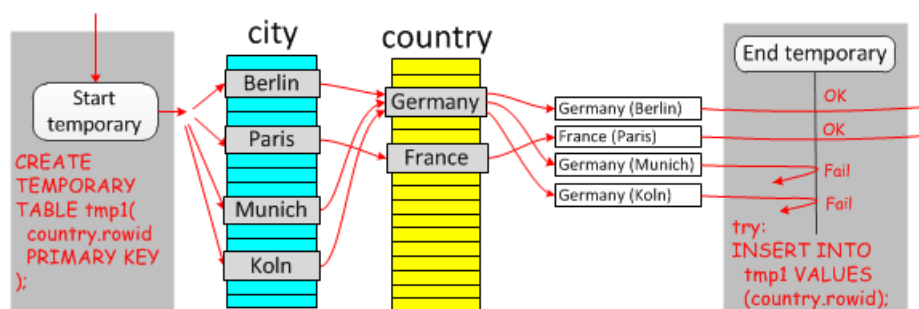 city
country
Start
temporary
CREATE
TEMPORARY
TABLE tmp1(
country.rowid
PRIMARY KEY
);
Berlin
Paris
Munich
Koln
Germany
France
Germany (Berlin)
France (Paris)
Germany (Munich)
Germany (Koln)
End temporary
OK
OK
Fail
Fail
try:
INSERT INTO
tmp1 VALUES
(country.rowid);